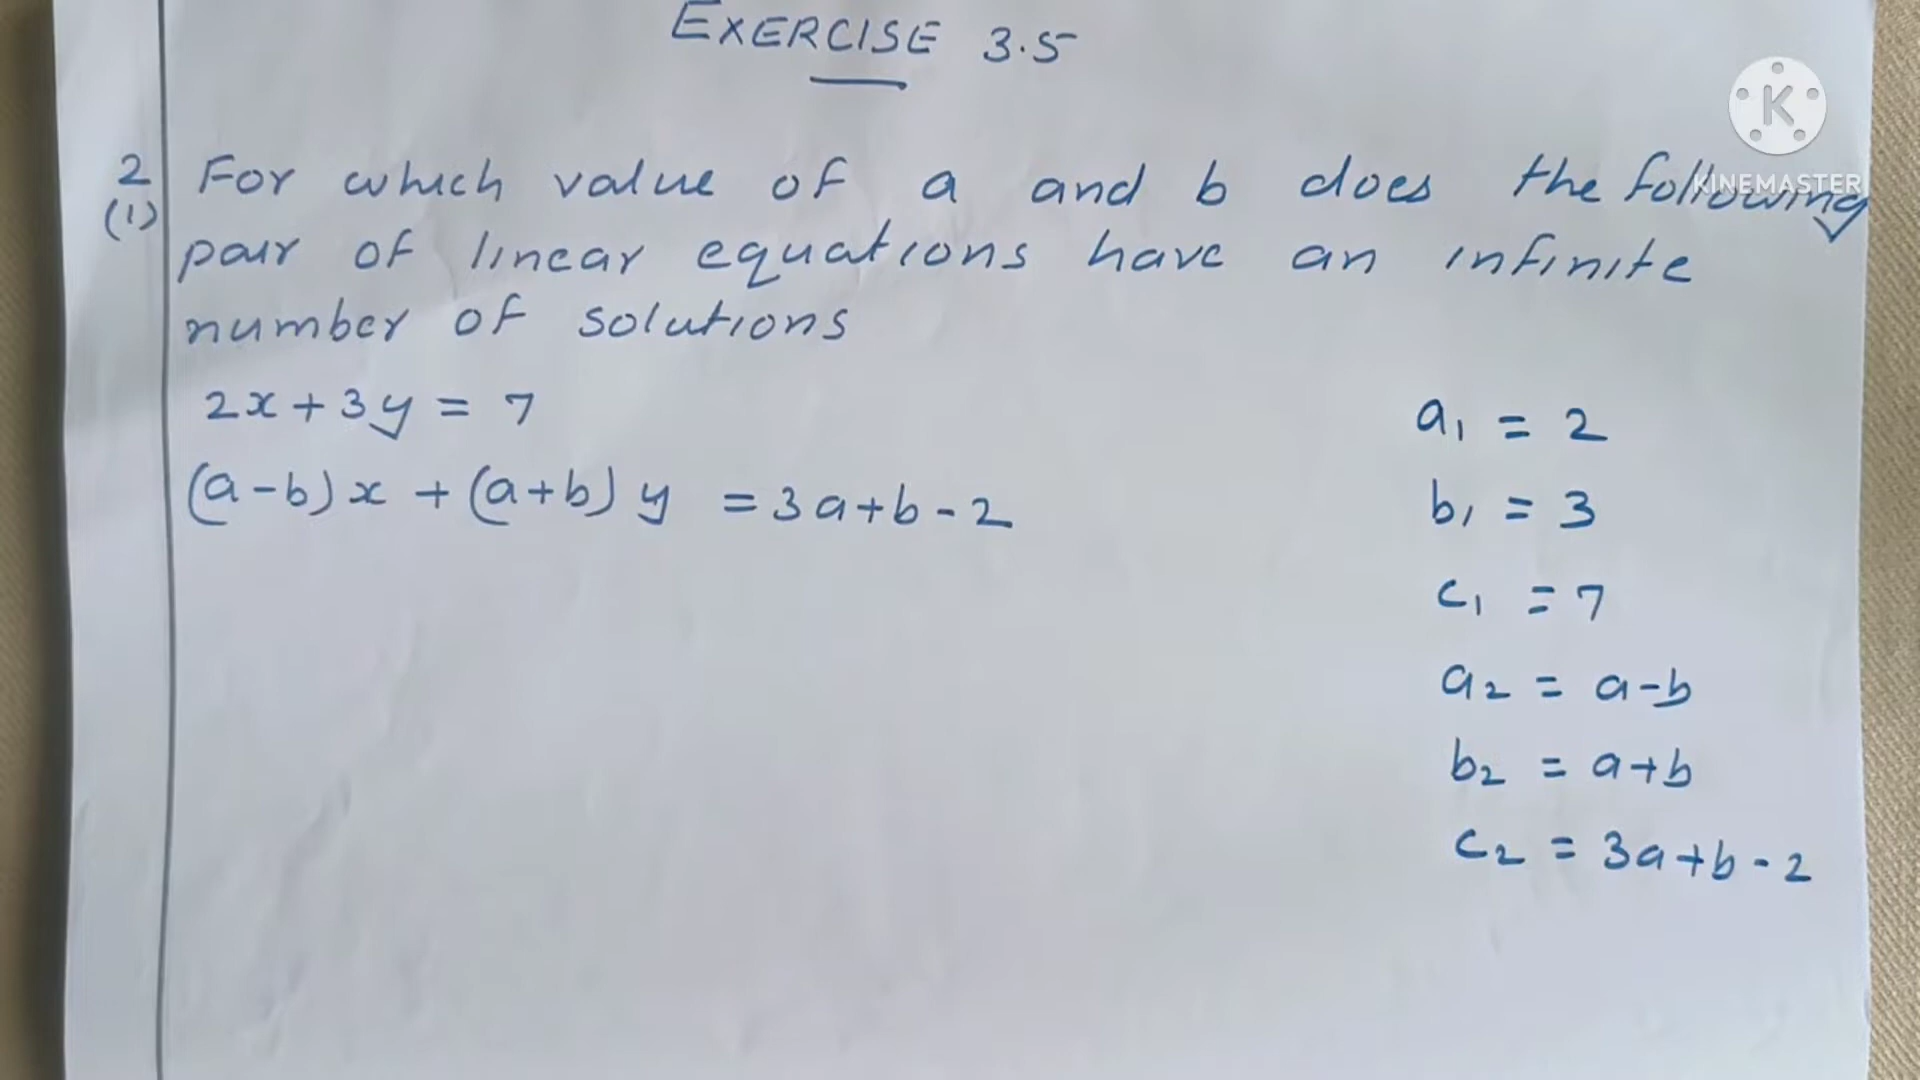 EXERCISE 3.5
2 For which value of a and b does the following
(1) pair of linear equations have an infinite
number of solutions
2x + 3y = 7
(a-b)x + (a+b) y = 3a+b-2
a₁ = 2
b₁ = 3
c₁ = 7
a₂ = a-b
b₂ = a+b
c₂ = 3a+b-2
K
KINEMASTER